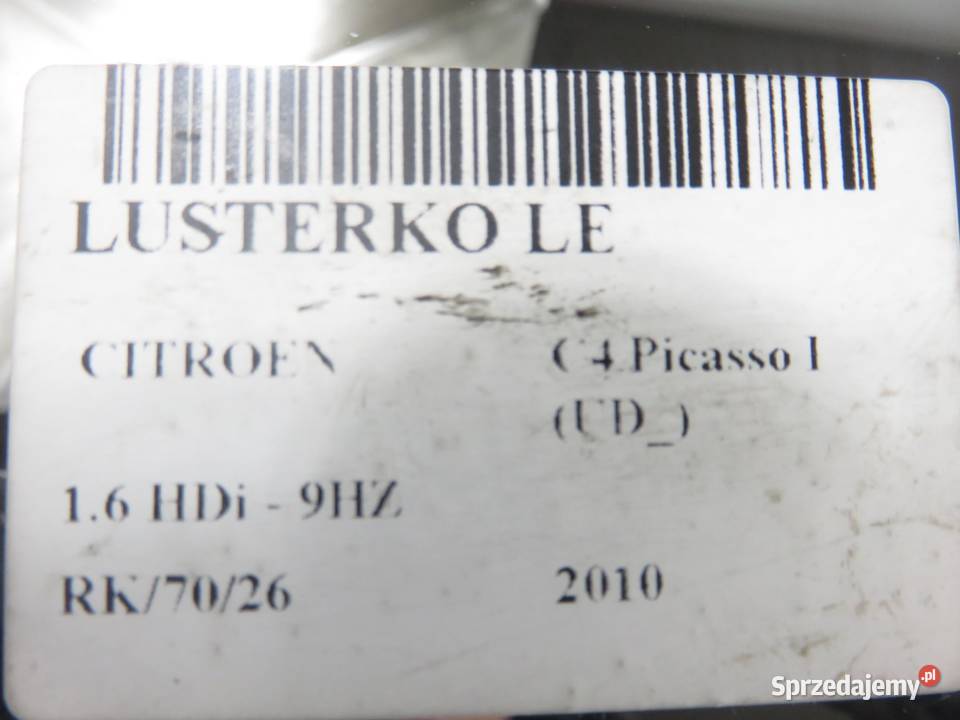 LUSTERKO LE
CITROEN C4 Picasso I
(UD_)
1.6 HDi - 9HZ
RK/70/26 2010
Sprzedajemy.pl